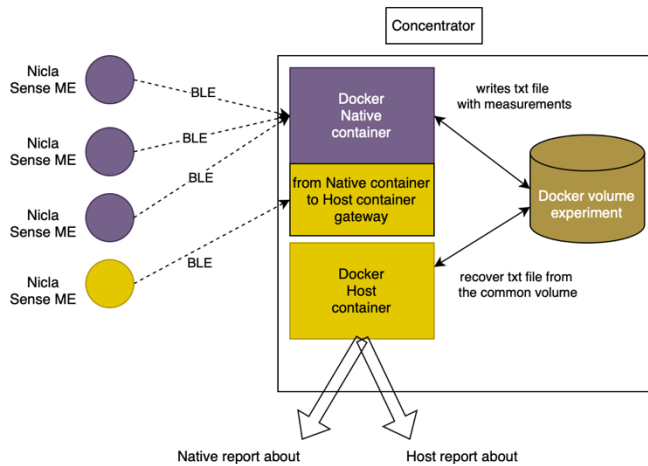 Concentrator
Nicla
Sense ME
BLE
Nicla
Sense ME
BLE
Nicla
Sense ME
BLE
Nicla
Sense ME
BLE
Docker
Native
container
from Native container
to Host container
gateway
Docker
Host
container
writes txt file
with measurements
Docker volume
experiment
recover txt file from
the common volume
Native report about
Host report about